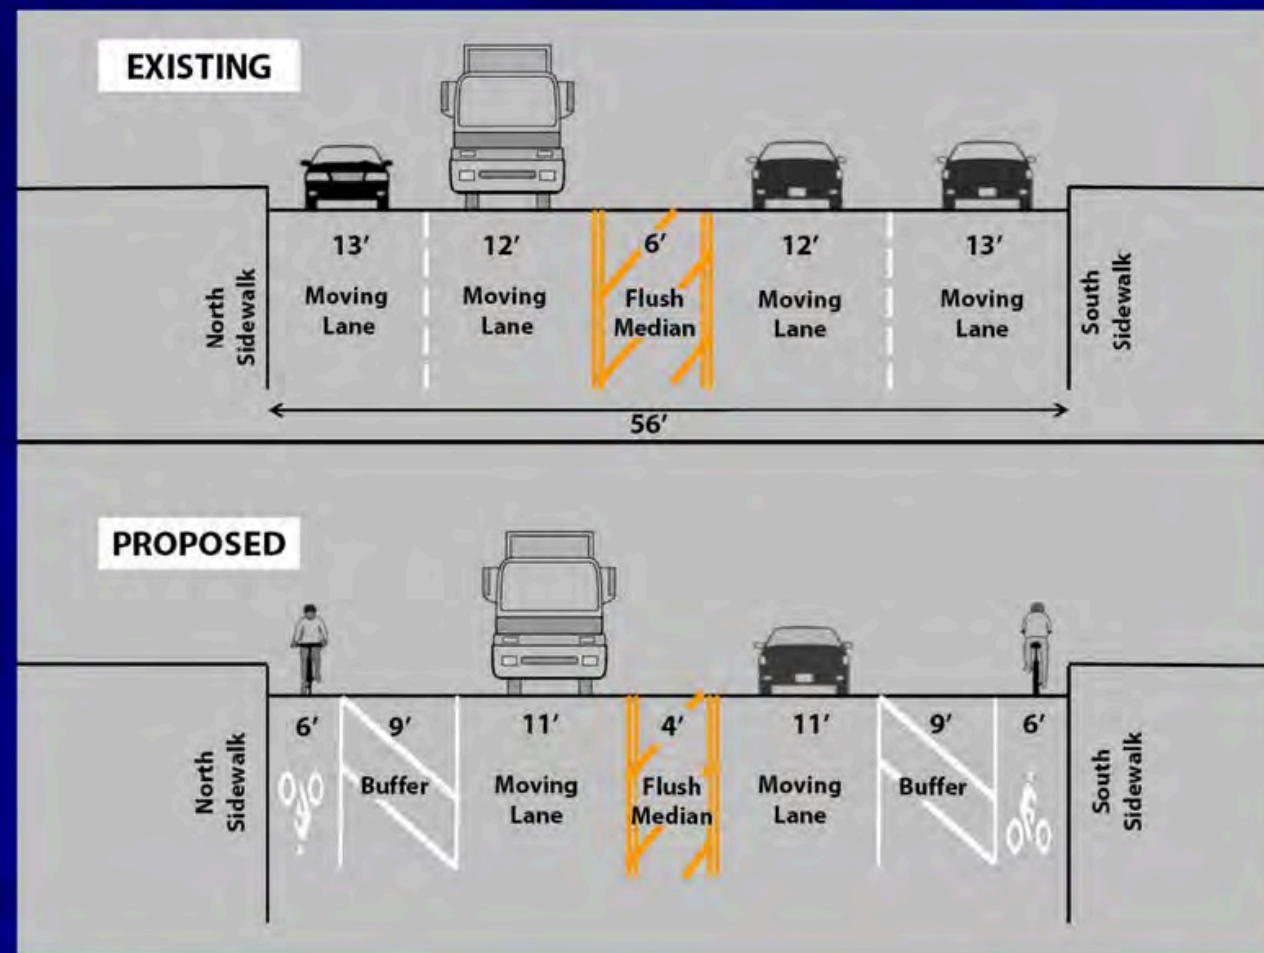 EXISTING
13’ 12’ 6’ 12’ 13’
Moving Lane
Moving Lane
Flush Median
Moving Lane
Moving Lane
North Sidewalk
South Sidewalk
56’
PROPOSED
6’ 9’ 11’ 4’ 11’ 9’ 6’
Buffer
Moving Lane
Flush Median
Moving Lane
Buffer
North Sidewalk
South Sidewalk